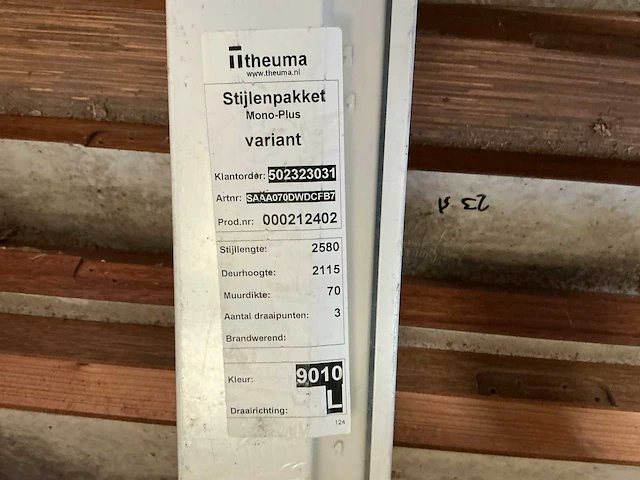 theuma
www.theuma.nl
Stijlenpakket
Mono-Plus
variant
Klantorder: 502323031
Artnr: SAAA070DWDCFB7
Prod.nr: 000212402
Stijllengte: 2580
Deurhoogte: 2115
Muurdikte: 70
Aantal draaipunten: 3
Brandwerend:
Kleur: 9010
Draairichting: L
124
23